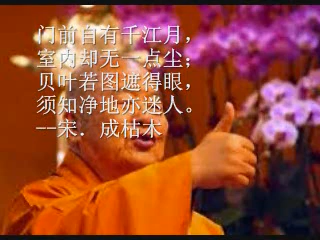 门前自有千江月，
室内却无一点尘；
贝叶若图遮得眼，
须知净地亦迷人。
--宋．成枯木